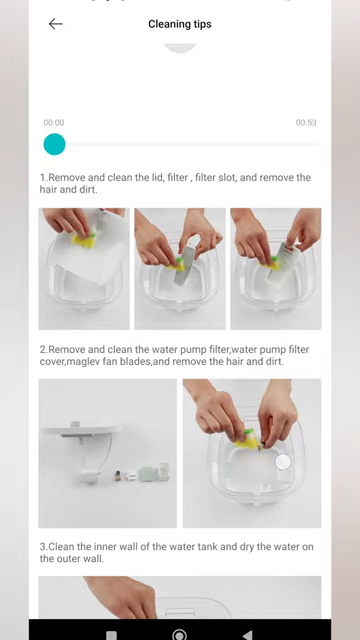 Cleaning tips
00:00
00:53
1.Remove and clean the lid, filter , filter slot, and remove the
hair and dirt.
2.Remove and clean the water pump filter,water pump filter
cover,maglev fan blades,and remove the hair and dirt.
3.Clean the inner wall of the water tank and dry the water on
the outer wall.